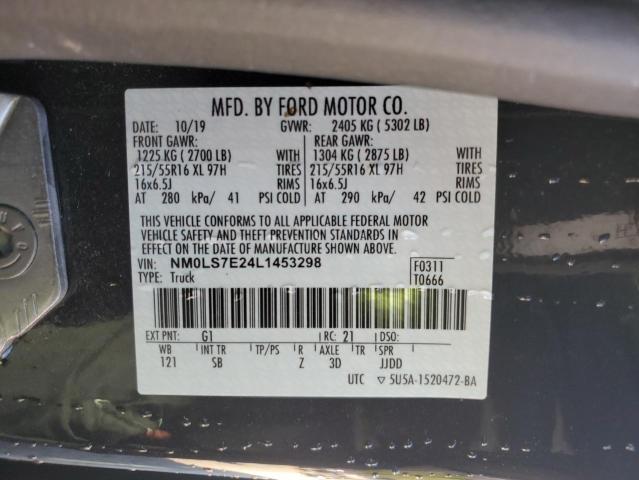 MFD. BY FORD MOTOR CO.
DATE: 10/19 GVWR: 2405 KG ( 5302 LB)
FRONT GAWR: REAR GAWR:
1225 KG ( 2700 LB) WITH 1304 KG ( 2875 LB) WITH
215/55R16 XL 97H TIRES 215/55R16 XL 97H TIRES
16x6.5J RIMS 16x6.5J RIMS
AT 280 kPa/ 41 PSI COLD AT 290 kPa/ 42 PSI COLD
THIS VEHICLE CONFORMS TO ALL APPLICABLE FEDERAL MOTOR
VEHICLE SAFETY AND THEFT PREVENTION STANDARDS IN
EFFECT ON THE DATE OF MANUFACTURE SHOWN ABOVE.
VIN: NM0LS7E24L1453298 F0311
TYPE: Truck T0666
EXT PNT: G1 RC: 21 DSO:
WB INT TR TP/PS R AXLE TR SPR
121 SB Z 3D JJDD
UTC ▽ 5U5A-1520472-BA